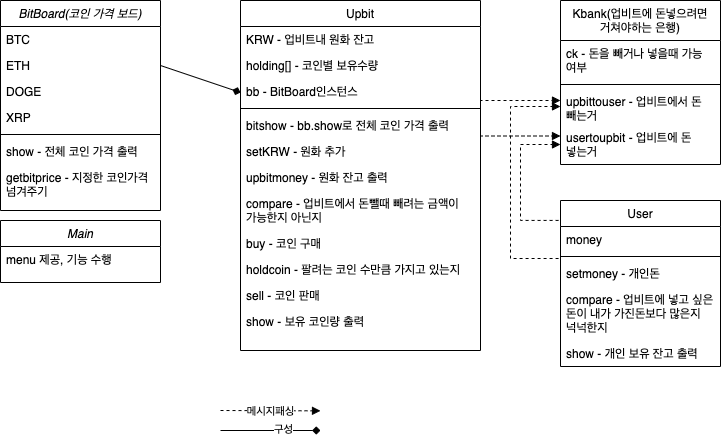 BitBoard(코인 가격 보드)
BTC
ETH
DOGE
XRP
show - 전체 코인 가격 출력
getbitprice - 지정한 코인가격
넘겨주기
Main
menu 제공, 기능 수행
Upbit
KRW - 업비트내 원화 잔고
holding[] - 코인별 보유수량
bb - BitBoard인스턴스
bitshow - bb.show로 전체 코인 가격 출력
setKRW - 원화 추가
upbitmoney - 원화 잔고 출력
compare - 업비트에서 돈뺄때 빼려는 금액이
가능한지 아닌지
buy - 코인 구매
holdcoin - 팔려는 코인 수만큼 가지고 있는지
sell - 코인 판매
show - 보유 코인량 출력
Kbank(업비트에 돈넣으려면
거쳐야하는 은행)
ck - 돈을 빼거나 넣을때 가능
여부
upbittouser - 업비트에서 돈
빼는거
usertoupbit - 업비트에 돈
넣는거
User
money
setmoney - 개인돈
compare - 업비트에 넣고 싶은
돈이 내가 가진돈보다 많은지
넉넉한지
show - 개인 보유 잔고 출력
메시지패싱
구성